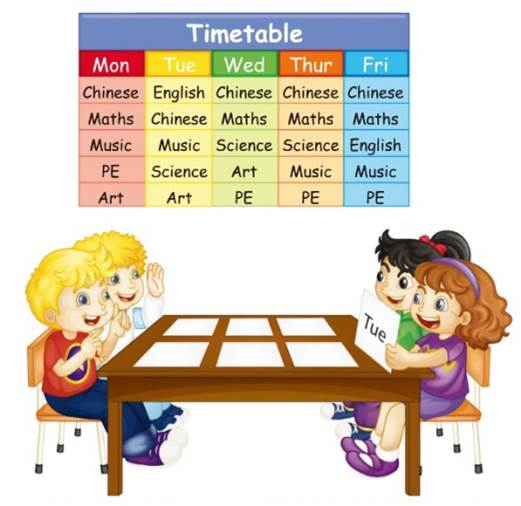 Timetable
Mon Tue Wed Thur Fri
Chinese English Chinese Chinese Chinese
Maths Chinese Maths Maths Maths
Music Music Science Science English
PE Science Art Music Music
Art Art PE PE PE
Tue